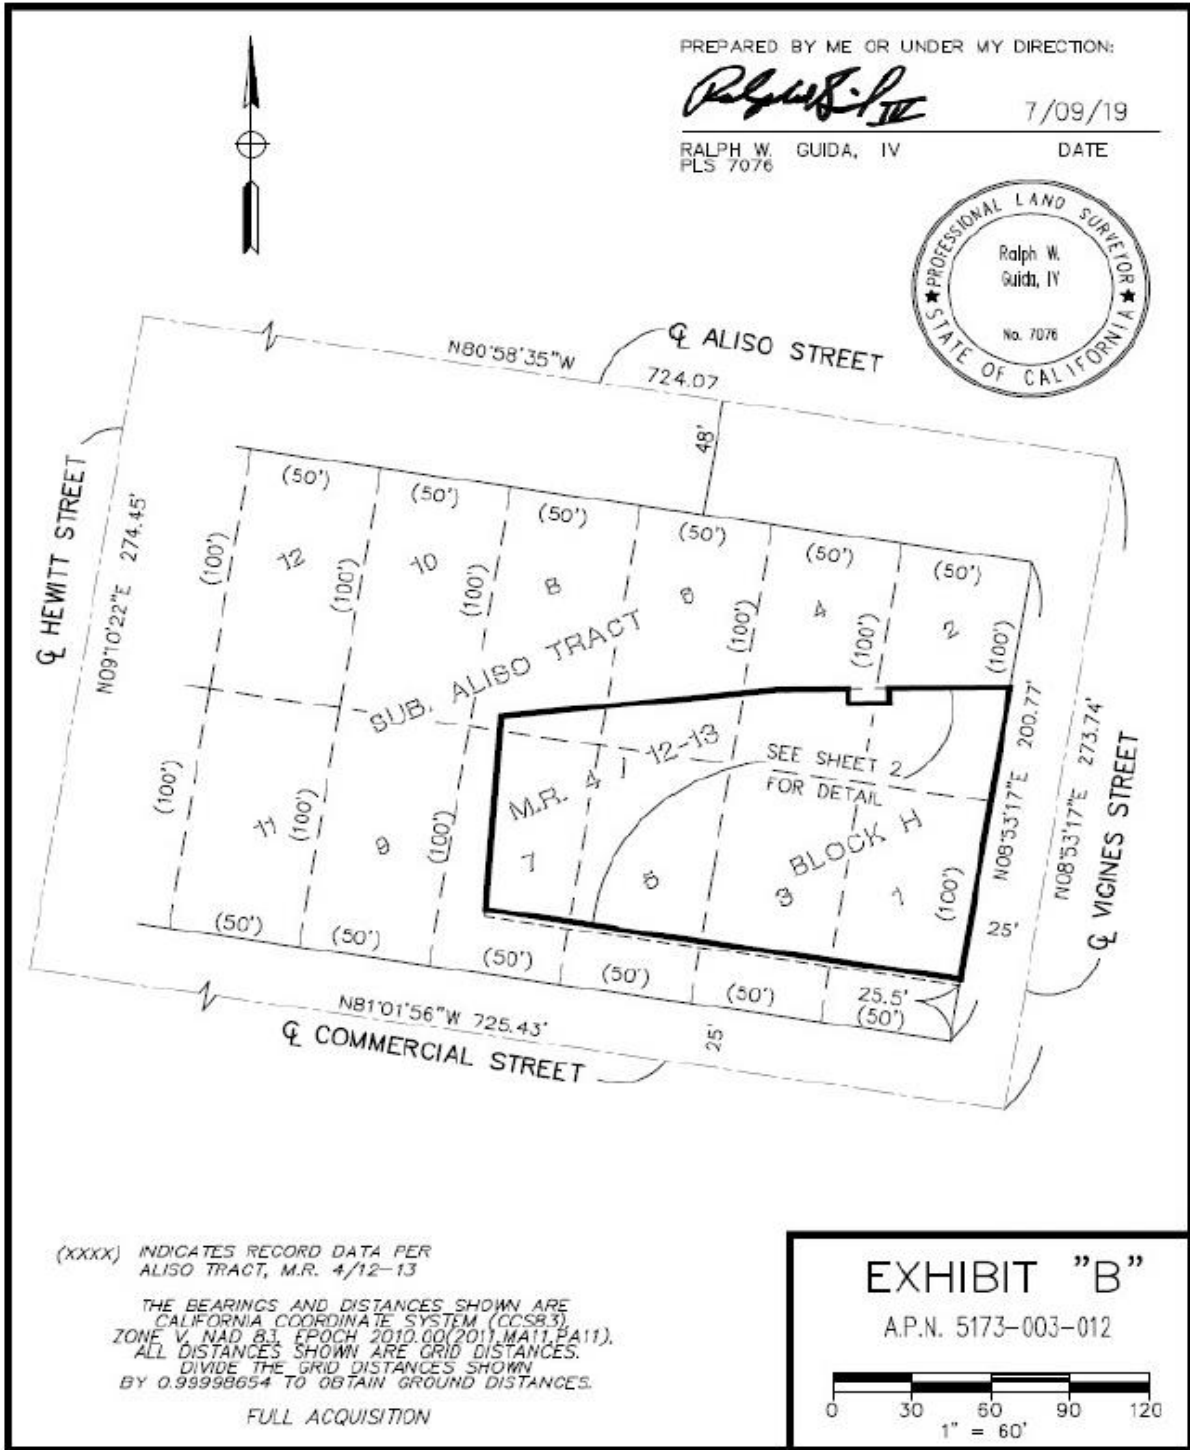 PREPARED BY ME OR UNDER MY DIRECTION:
7/09/19
RALPH W. GUIDA, IV
DATE
PLS 7076
PROFESSIONAL LAND SURVEYOR
Ralph W.
Guida, IV
No. 7076
STATE OF CALIFORNIA
℄ ALISO STREET
N80°58'35"W
724.07
48'
℄ HEWITT STREET
N09°10'22"E 274.45'
(50')
(50')
(50')
(50')
(50')
(50')
(100')
(100')
(100')
(100')
(100')
(100')
12
10
8
6
4
2
SUB. ALISO TRACT
M.R. 4
12-13
BLOCK H
SEE SHEET 2
FOR DETAIL
N08°53'17"E 200.77'
N08°53'17"E 273.74'
℄ VIGINES STREET
(100')
(100')
(100')
(100')
11
9
7
5
3
1
25'
(50')
(50')
(50')
(50')
(50')
25.5'
(50')
N81°01'56"W 725.43'
25'
℄ COMMERCIAL STREET
(XXXX) INDICATES RECORD DATA PER
ALISO TRACT, M.R. 4/12-13
THE BEARINGS AND DISTANCES SHOWN ARE
CALIFORNIA COORDINATE SYSTEM (CCS83),
ZONE V, NAD 83, EPOCH 2010.00(2011,MA11,PA11).
ALL DISTANCES SHOWN ARE GRID DISTANCES.
DIVIDE THE GRID DISTANCES SHOWN
BY 0.99998654 TO OBTAIN GROUND DISTANCES.
FULL ACQUISITION
EXHIBIT "B"
A.P.N. 5173-003-012
0 30 60 90 120
1" = 60'